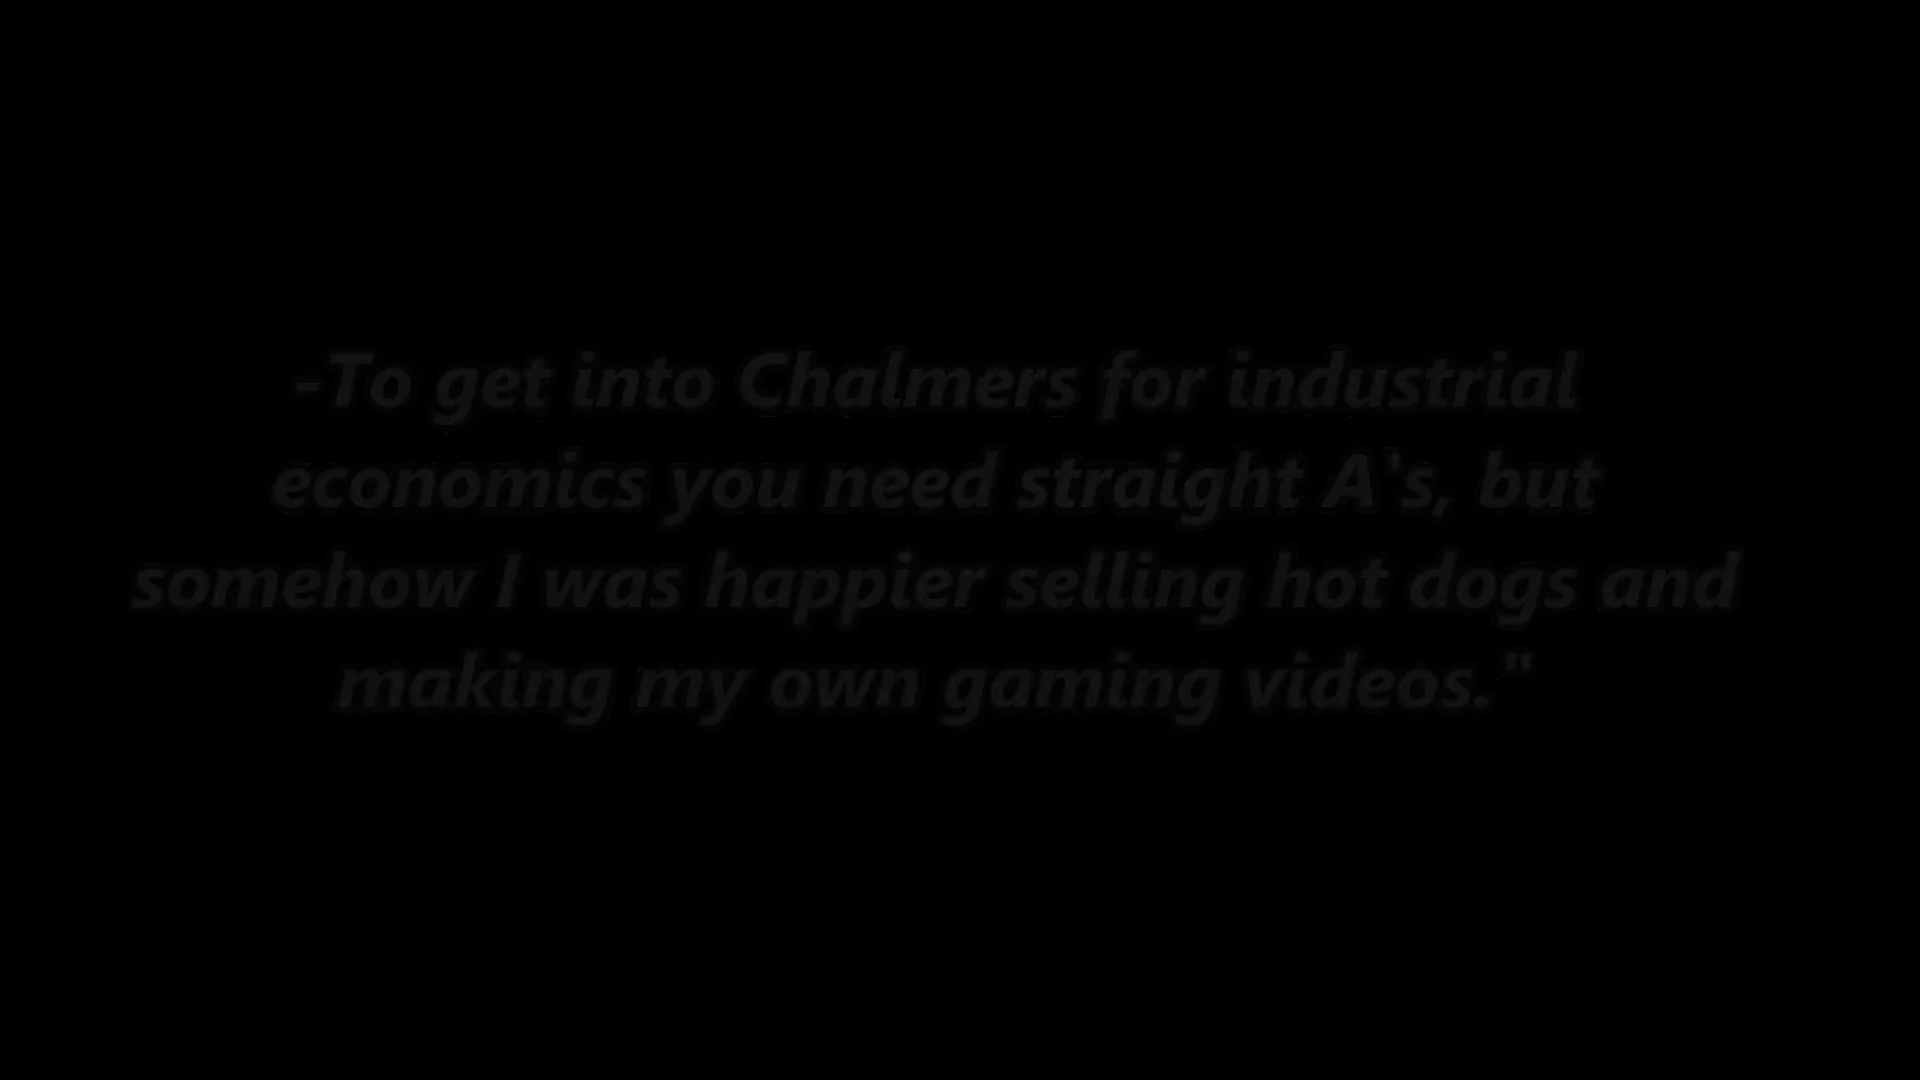 -To get into Chalmers for industrial
economics you need straight A's, but
somehow I was happier selling hot dogs and
making my own gaming videos."